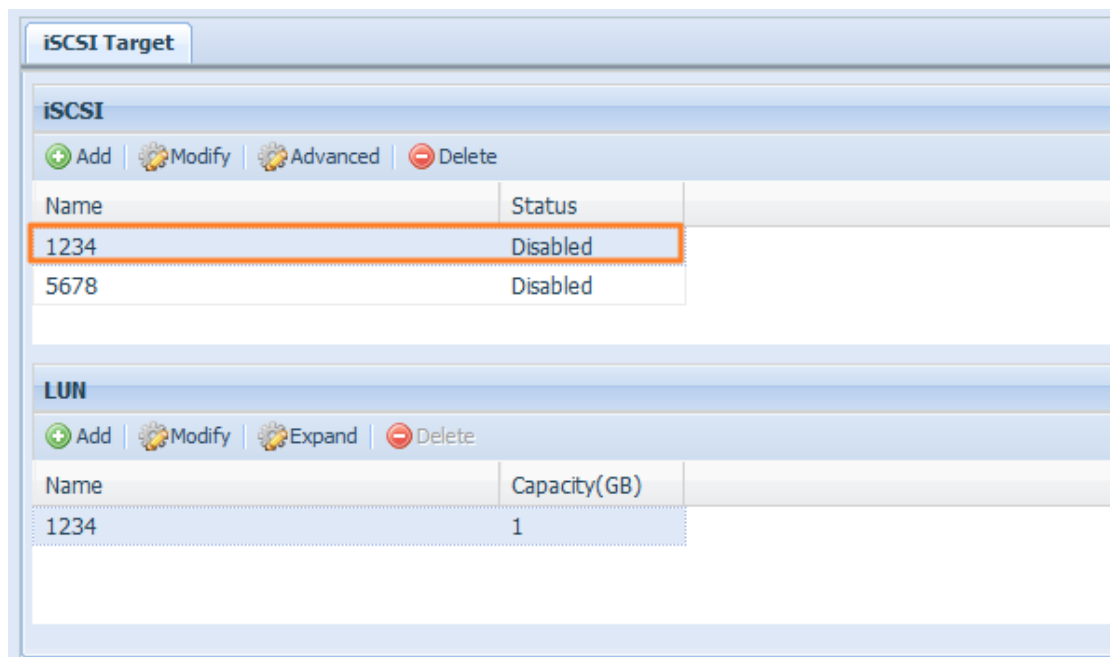 iSCSI Target
iSCSI
Add Modify Advanced Delete
Name Status
1234 Disabled
5678 Disabled
LUN
Add Modify Expand Delete
Name Capacity(GB)
1234 1